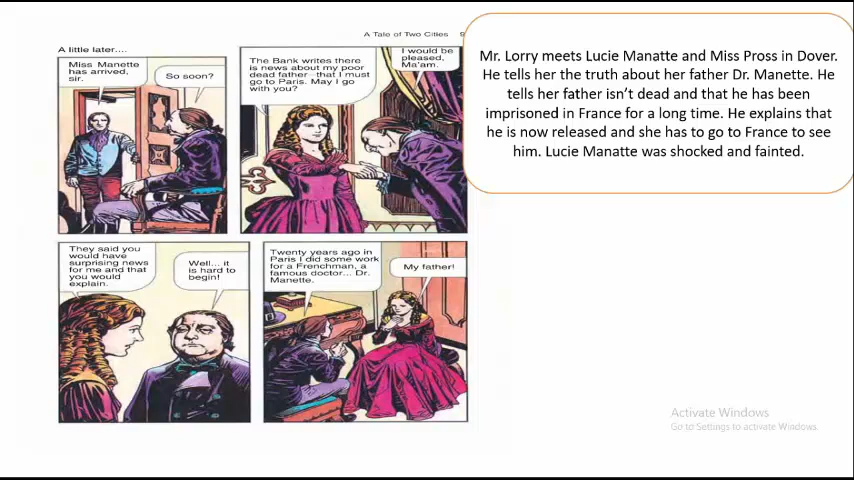 A Tale of Two Cities
A little later....
Miss Manette
has arrived,
sir.
So soon?
The Bank writes there
is news about my poor
dead father—that I must
go to Paris. May I go
with you?
I would be
pleased,
Ma'am.
They said you
would have
surprising news
for me and that
you would
explain.
Well... it
is hard to
begin!
Twenty years ago in
Paris I did some work
for a Frenchman, a
famous doctor... Dr.
Manette.
My father!
Mr. Lorry meets Lucie Manatte and Miss Pross in Dover.
He tells her the truth about her father Dr. Manette. He
tells her father isn't dead and that he has been
imprisoned in France for a long time. He explains that
he is now released and she has to go to France to see
him. Lucie Manatte was shocked and fainted.
Activate Windows
Go to Settings to activate Windows.